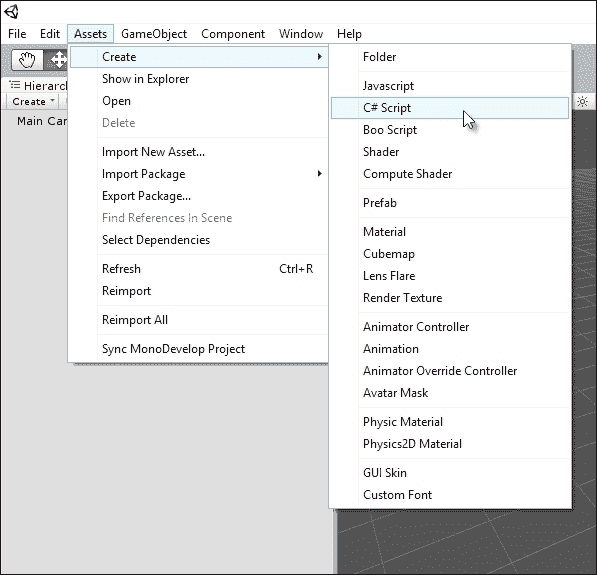 File Edit Assets GameObject Component Window Help
Hierarch
Create
Main Car
Create
Show in Explorer
Open
Delete
Import New Asset...
Import Package
Export Package...
Find References In Scene
Select Dependencies
Refresh Ctrl+R
Reimport
Reimport All
Sync MonoDevelop Project
Folder
Javascript
C# Script
Boo Script
Shader
Compute Shader
Prefab
Material
Cubemap
Lens Flare
Render Texture
Animator Controller
Animation
Animator Override Controller
Avatar Mask
Physic Material
Physics2D Material
GUI Skin
Custom Font